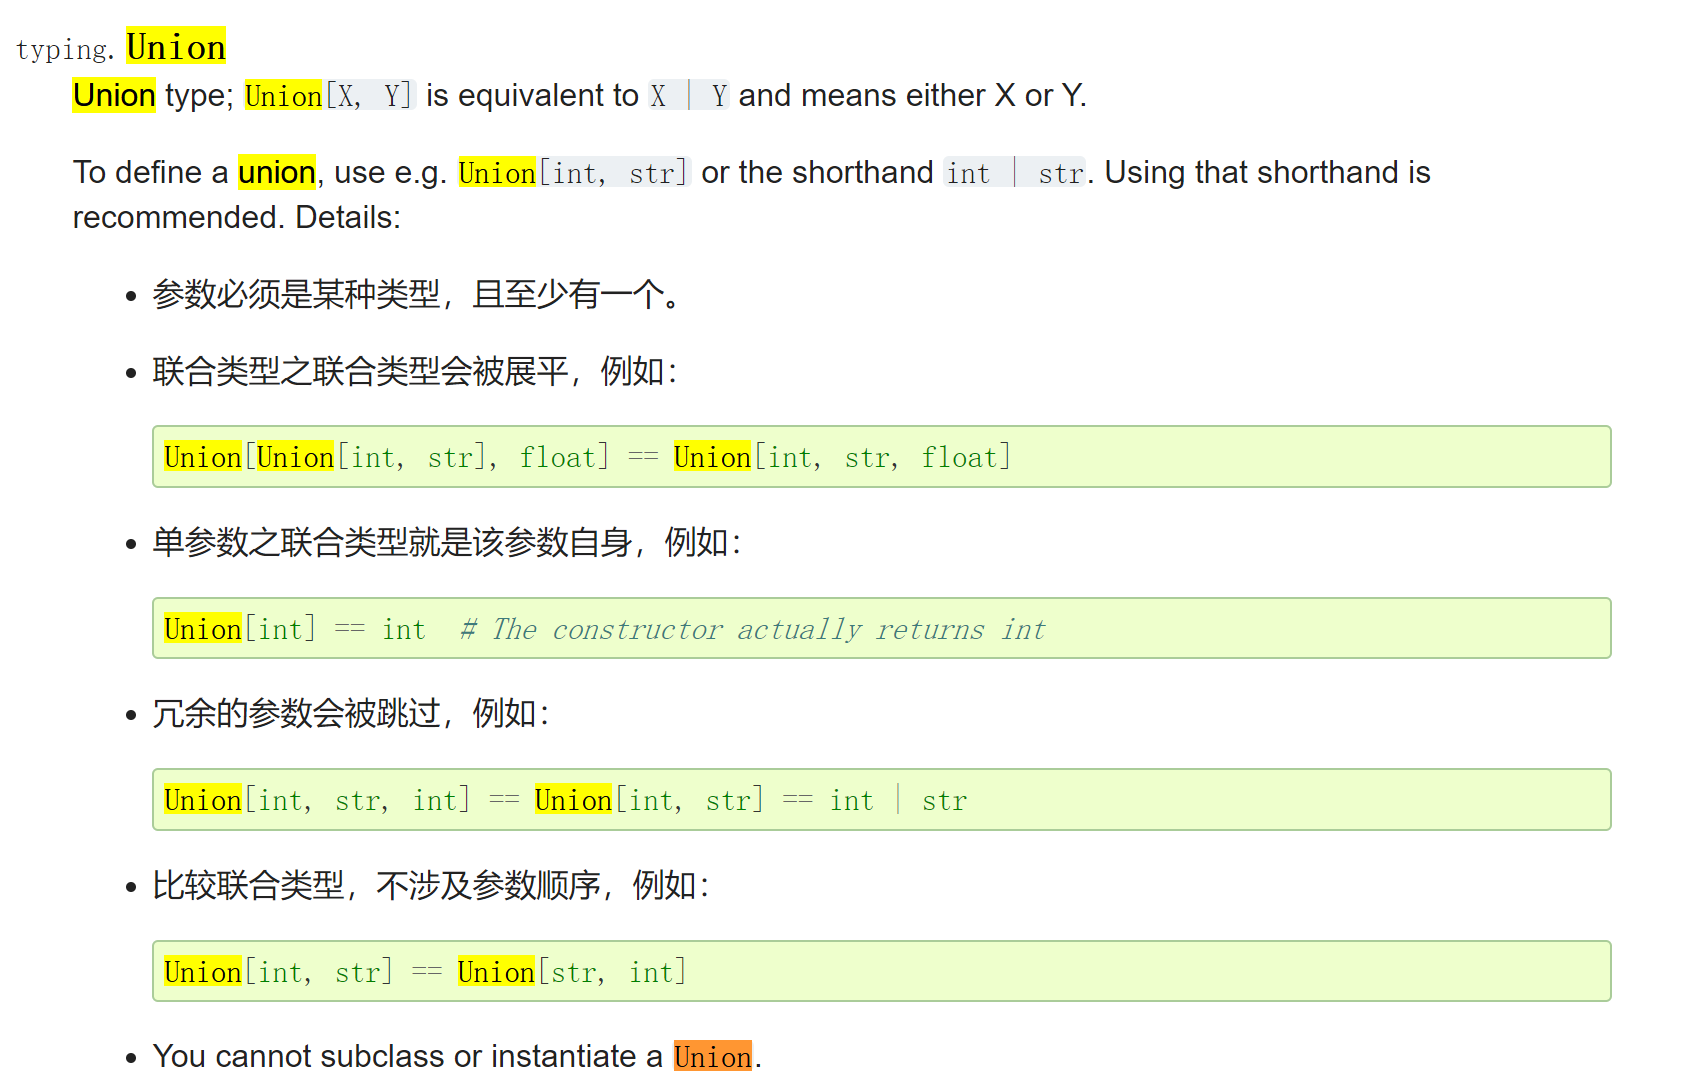 typing. Union
Union type; Union[X, Y] is equivalent to X | Y and means either X or Y.
To define a union, use e.g. Union[int, str] or the shorthand int | str. Using that shorthand is
recommended. Details:
• 参数必须是某种类型，且至少有一个。
• 联合类型之联合类型会被展平，例如：
Union[Union[int, str], float] == Union[int, str, float]
• 单参数之联合类型就是该参数自身，例如：
Union[int] == int  # The constructor actually returns int
• 冗余的参数会被跳过，例如：
Union[int, str, int] == Union[int, str] == int | str
• 比较联合类型，不涉及参数顺序，例如：
Union[int, str] == Union[str, int]
• You cannot subclass or instantiate a Union.